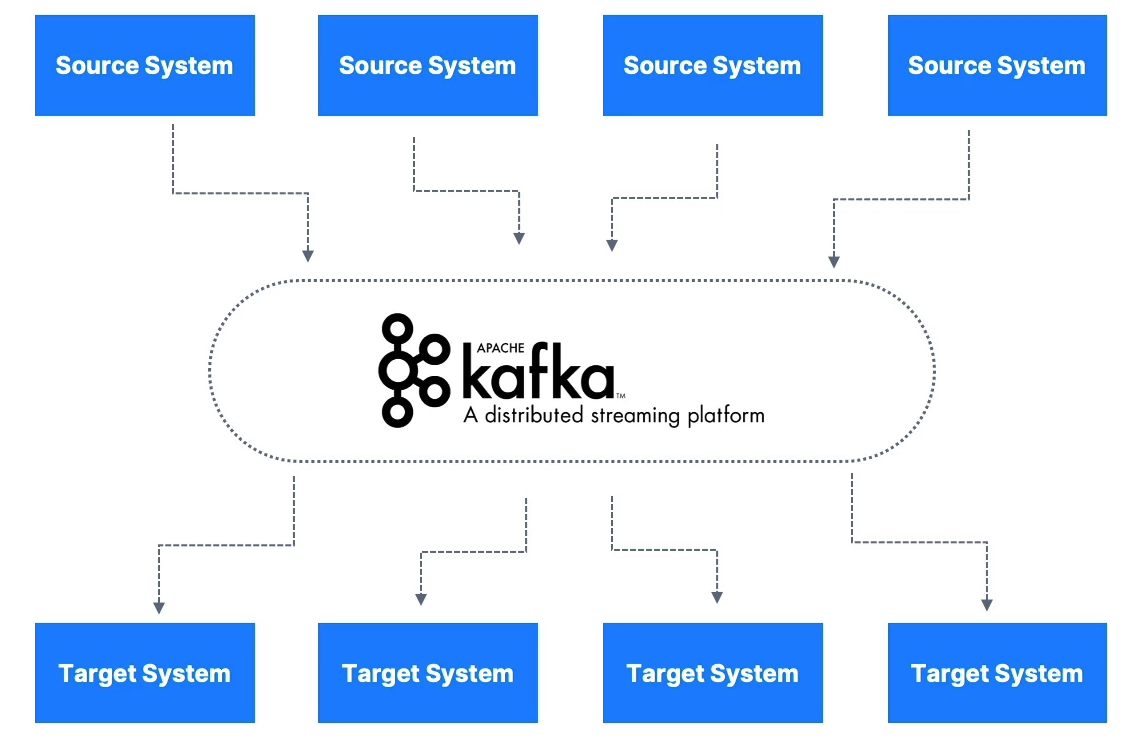 Source System
Source System
Source System
Source System
APACHE
kafka™
A distributed streaming platform
Target System
Target System
Target System
Target System